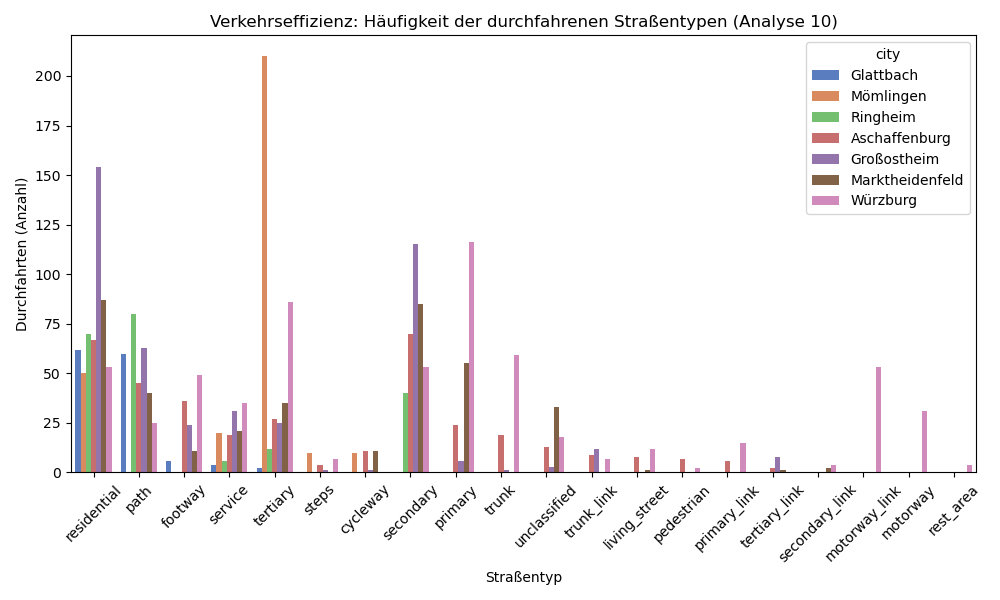 Verkehrseffizienz: Häufigkeit der durchfahrenen Straßentypen (Analyse 10)
Durchfahrten (Anzahl)
200
175
150
125
100
75
50
25
0
city
Glattbach
Mömlingen
Ringheim
Aschaffenburg
Großostheim
Marktheidenfeld
Würzburg
residential
path
footway
service
tertiary
steps
cycleway
secondary
primary
trunk
unclassified
trunk_link
living_street
pedestrian
primary_link
tertiary_link
secondary_link
motorway_link
motorway
rest_area
Straßentyp